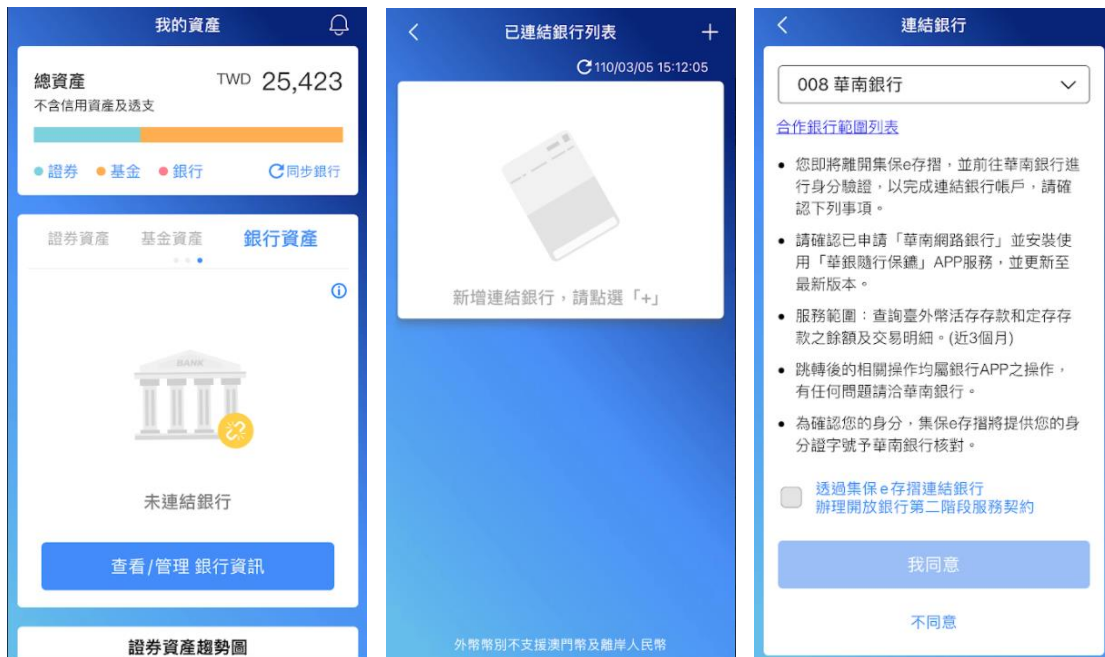 我的資產
總資產
TWD 25,423
不含信用資產及透支
證券 基金 銀行 同步銀行
證券資產 基金資產 銀行資產
BANK
未連結銀行
查看/管理 銀行資訊
證券資產趨勢圖
已連結銀行列表
110/03/05 15:12:05
新增連結銀行，請點選「+」
外幣幣別不支援澳門幣及離岸人民幣
連結銀行
008 華南銀行
合作銀行範圍列表
• 您即將離開集保e存摺，並前往華南銀行進
行身分驗證，以完成連結銀行帳戶，請確
認下列事項。
• 請確認已申請「華南網路銀行」並安裝使
用「華銀隨行保鑣」APP服務，並更新至
最新版本。
• 服務範圍：查詢臺外幣活存存款和定存存
款之餘額及交易明細。(近3個月)
• 跳轉後的相關操作均屬銀行APP之操作，
有任何問題請洽華南銀行。
• 為確認您的身分，集保e存摺將提供您的身
分證字號予華南銀行核對。
透過集保e存摺連結銀行
辦理開放銀行第二階段服務契約
我同意
不同意